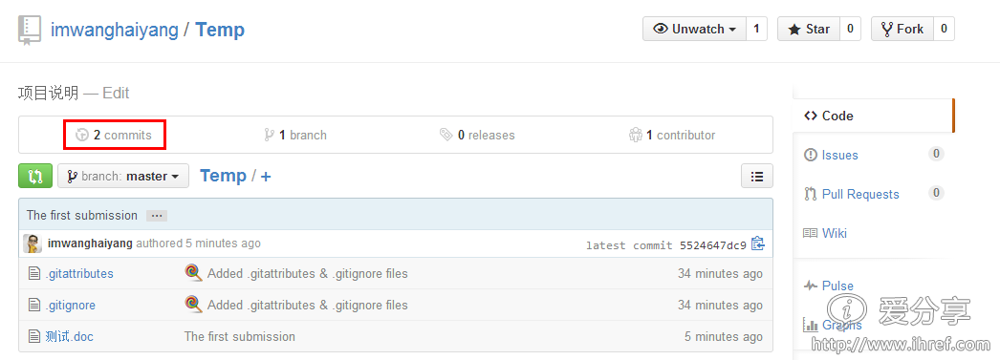 imwanghaiyang / Temp
Unwatch 1 Star 0 Fork 0
项目说明 — Edit
2 commits 1 branch 0 releases 1 contributor
branch: master Temp / +
The first submission ...
imwanghaiyang authored 5 minutes ago latest commit 5524647dc9
.gitattributes Added .gitattributes & .gitignore files 34 minutes ago
.gitignore Added .gitattributes & .gitignore files 34 minutes ago
测试.doc The first submission 5 minutes ago
Code
Issues 0
Pull Requests 0
Wiki
Pulse
Graphs
爱分享
http://www.ihref.com